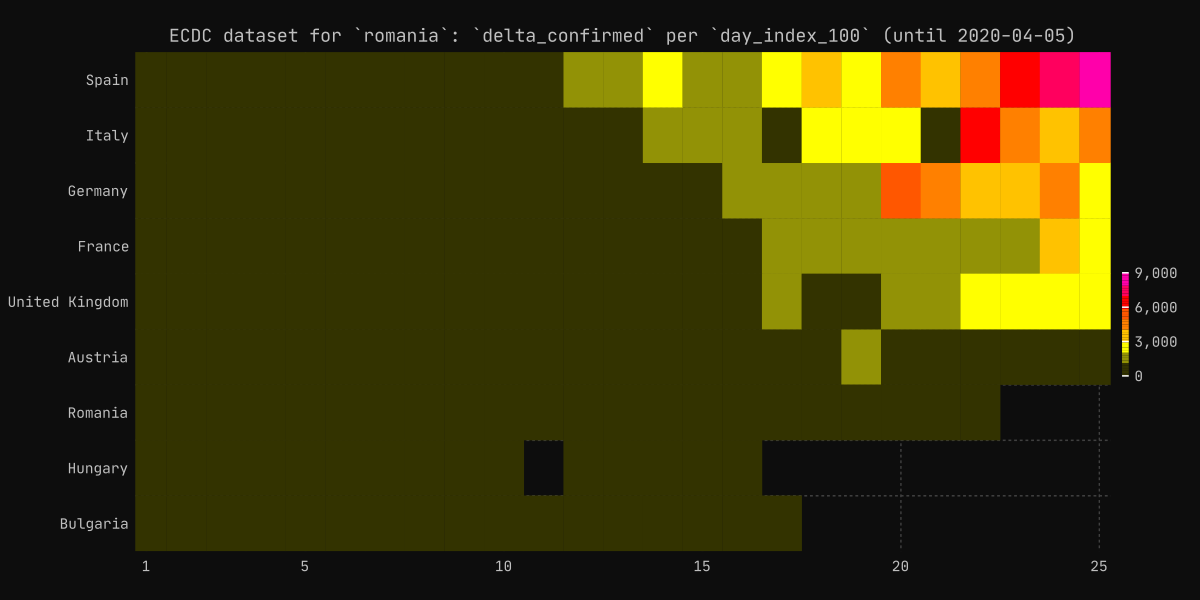 ECDC dataset for `romania`: `delta_confirmed` per `day_index_100` (until 2020-04-05)
Spain
Italy
Germany
France
United Kingdom
Austria
Romania
Hungary
Bulgaria
1 5 10 15 20 25
9,000
6,000
3,000
0